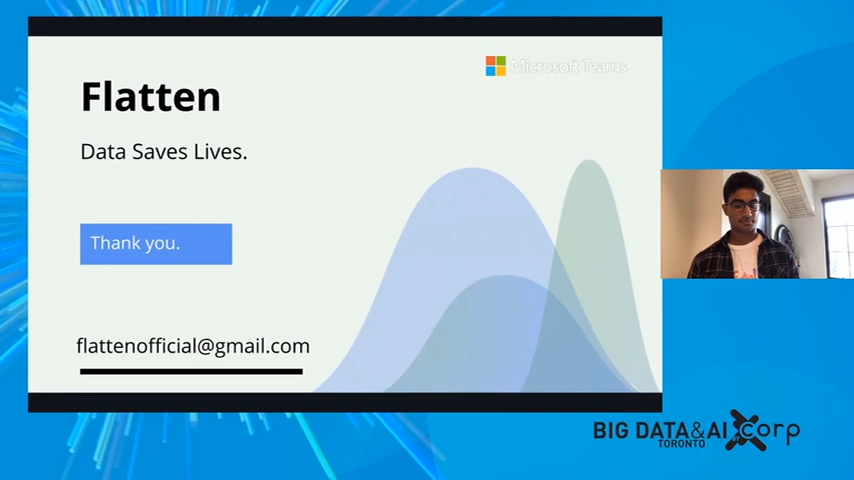 Flatten
Microsoft Teams
Data Saves Lives.
Thank you.
flattenofficial@gmail.com
BIG DATA&AI Corp
TORONTO